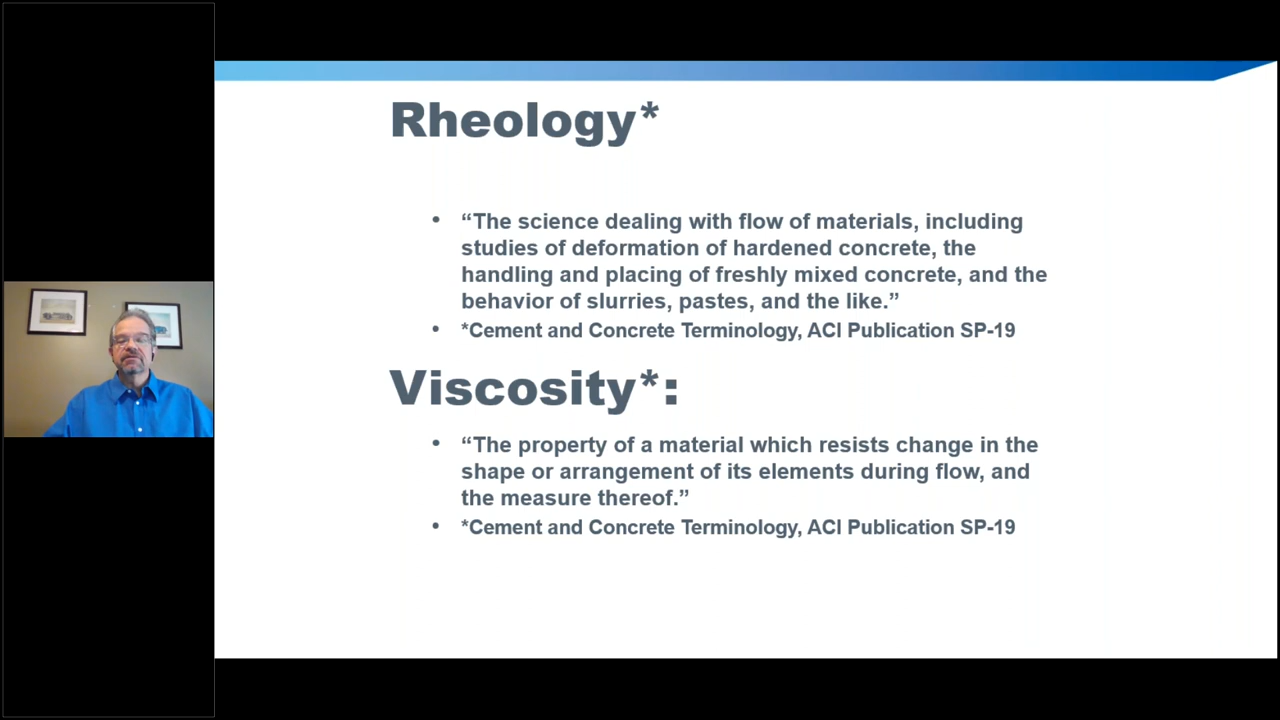 Rheology*
• “The science dealing with flow of materials, including
studies of deformation of hardened concrete, the
handling and placing of freshly mixed concrete, and the
behavior of slurries, pastes, and the like.”
• *Cement and Concrete Terminology, ACI Publication SP-19
Viscosity*:
• “The property of a material which resists change in the
shape or arrangement of its elements during flow, and
the measure thereof.”
• *Cement and Concrete Terminology, ACI Publication SP-19